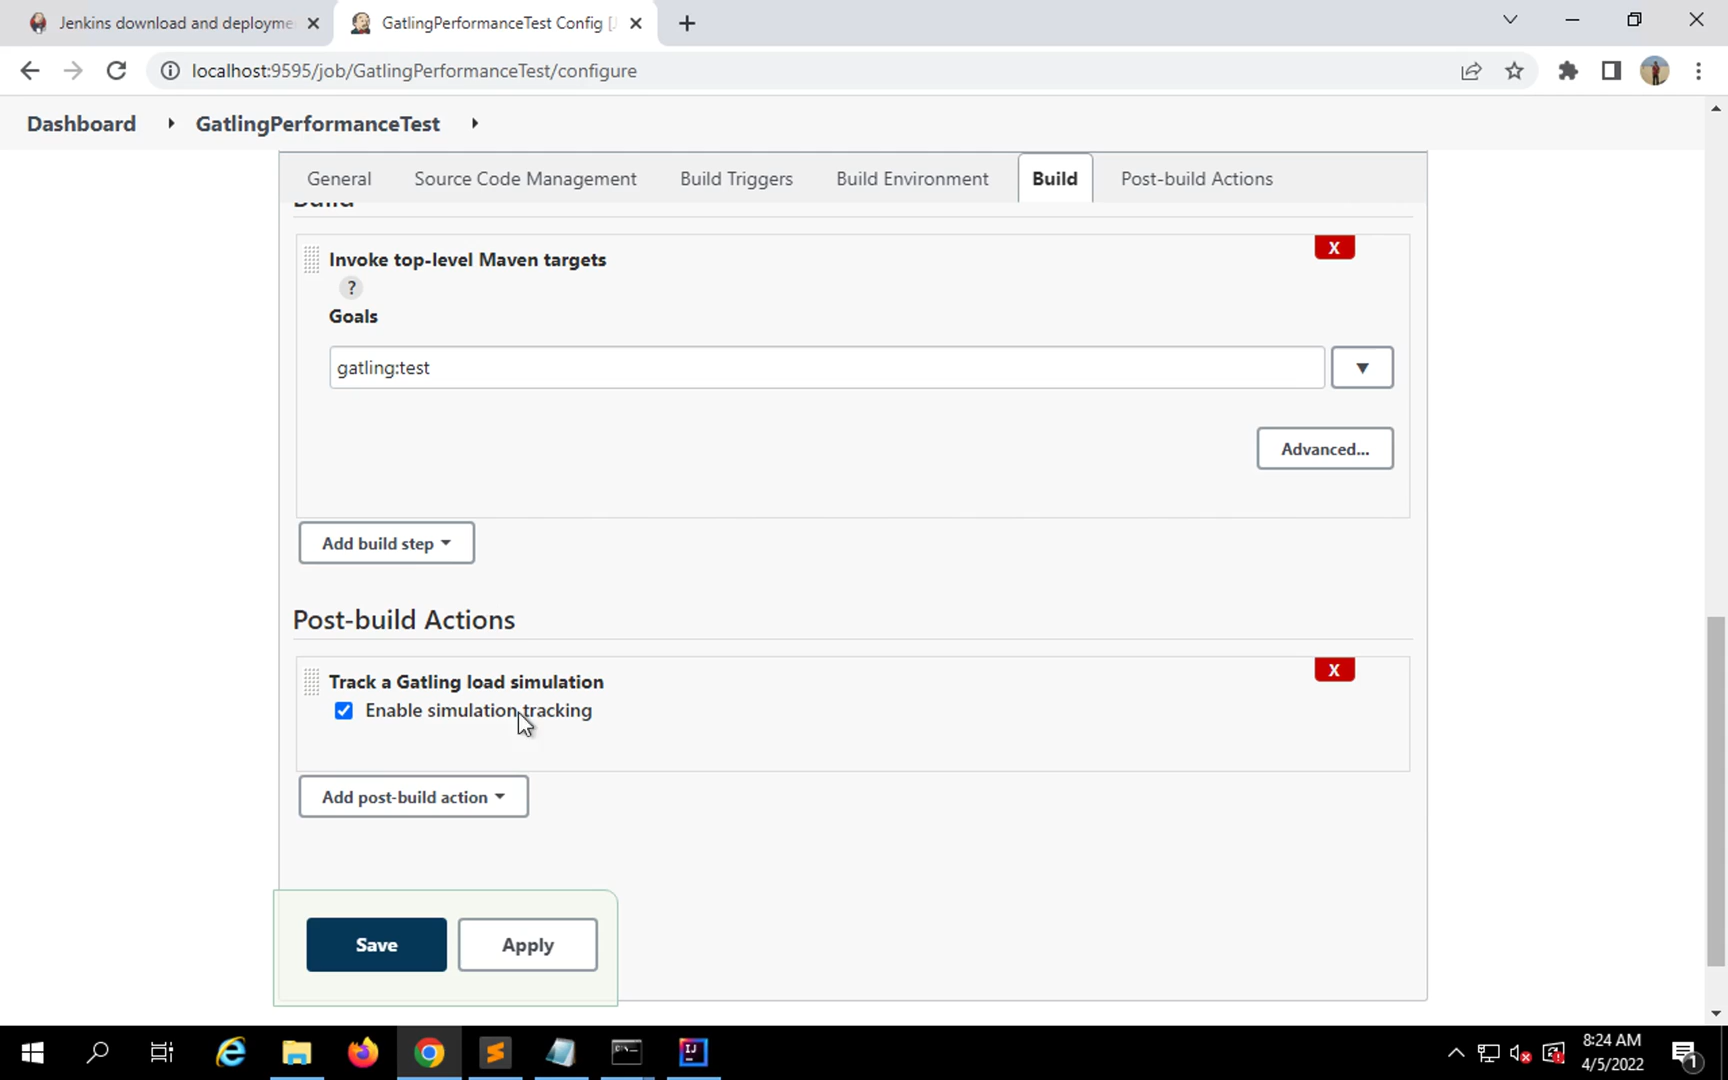 Jenkins download and deployme
GatlingPerformanceTest Config [J
localhost:9595/job/GatlingPerformanceTest/configure
Dashboard GatlingPerformanceTest
General Source Code Management Build Triggers Build Environment Build Post-build Actions
Build
Invoke top-level Maven targets X
?
Goals
gatling:test
Advanced...
Add build step
Post-build Actions
Track a Gatling load simulation X
Enable simulation tracking
Add post-build action
Save Apply
8:24 AM
4/5/2022
1